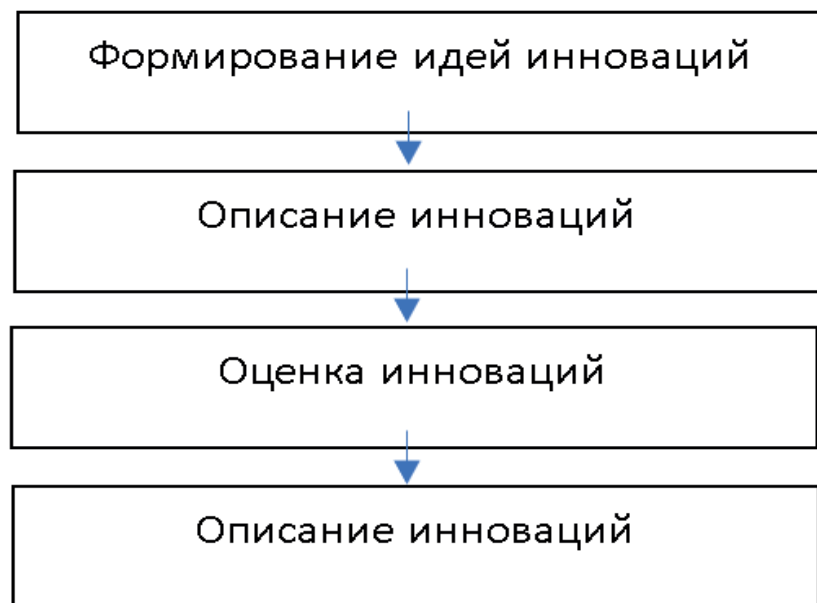 Формирование идей инноваций
Описание инноваций
Оценка инноваций
Описание инноваций